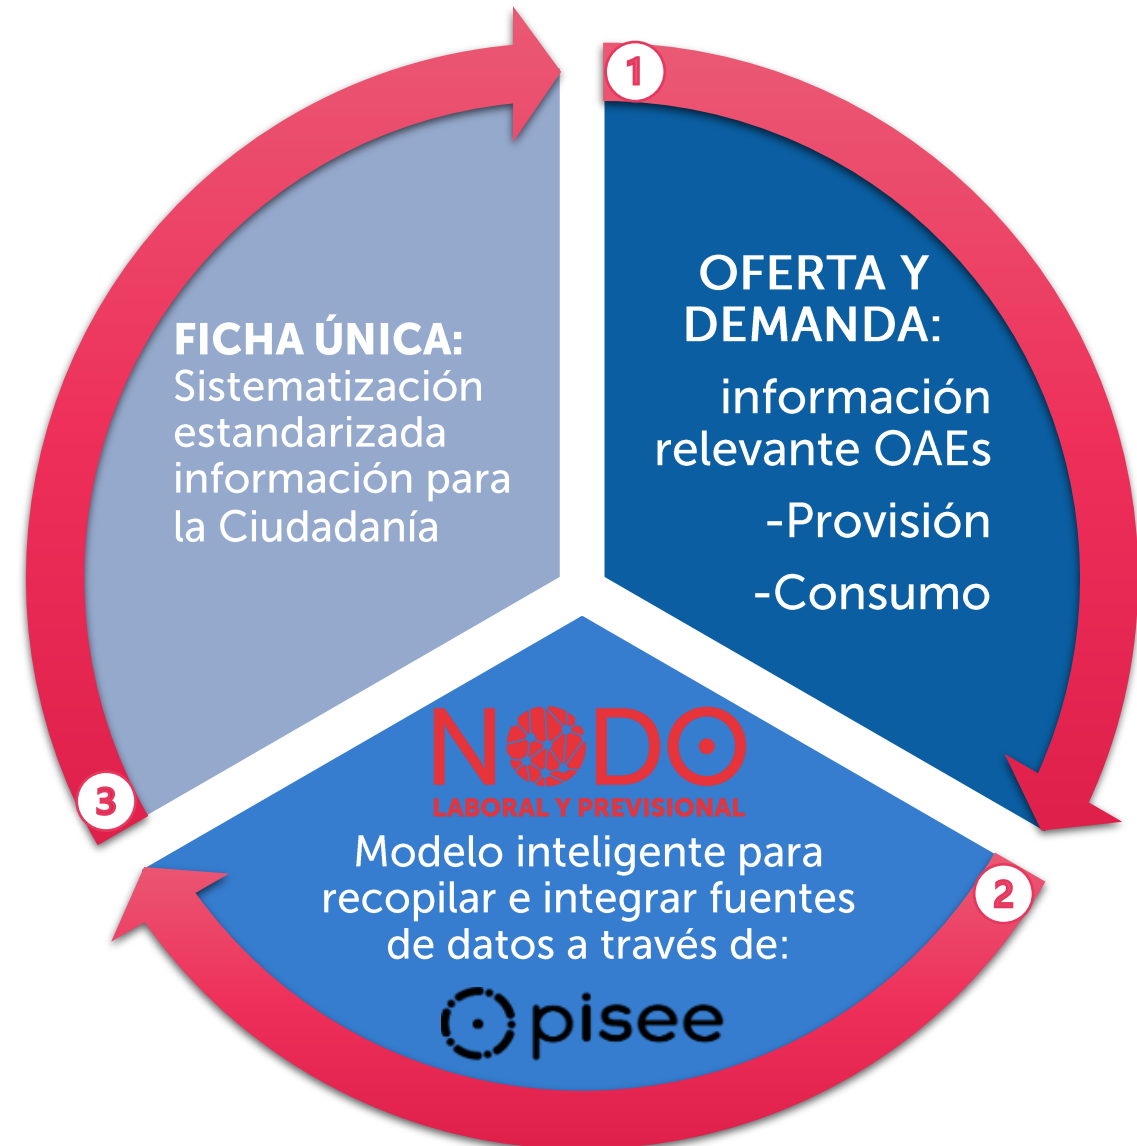 1
OFERTA Y
DEMANDA:
información
relevante OAEs
-Provisión
-Consumo
2
NODO
LABORAL Y PREVISIONAL
Modelo inteligente para
recopilar e integrar fuentes
de datos a través de:
pisee
3
FICHA ÚNICA:
Sistematización
estandarizada
información para
la Ciudadanía